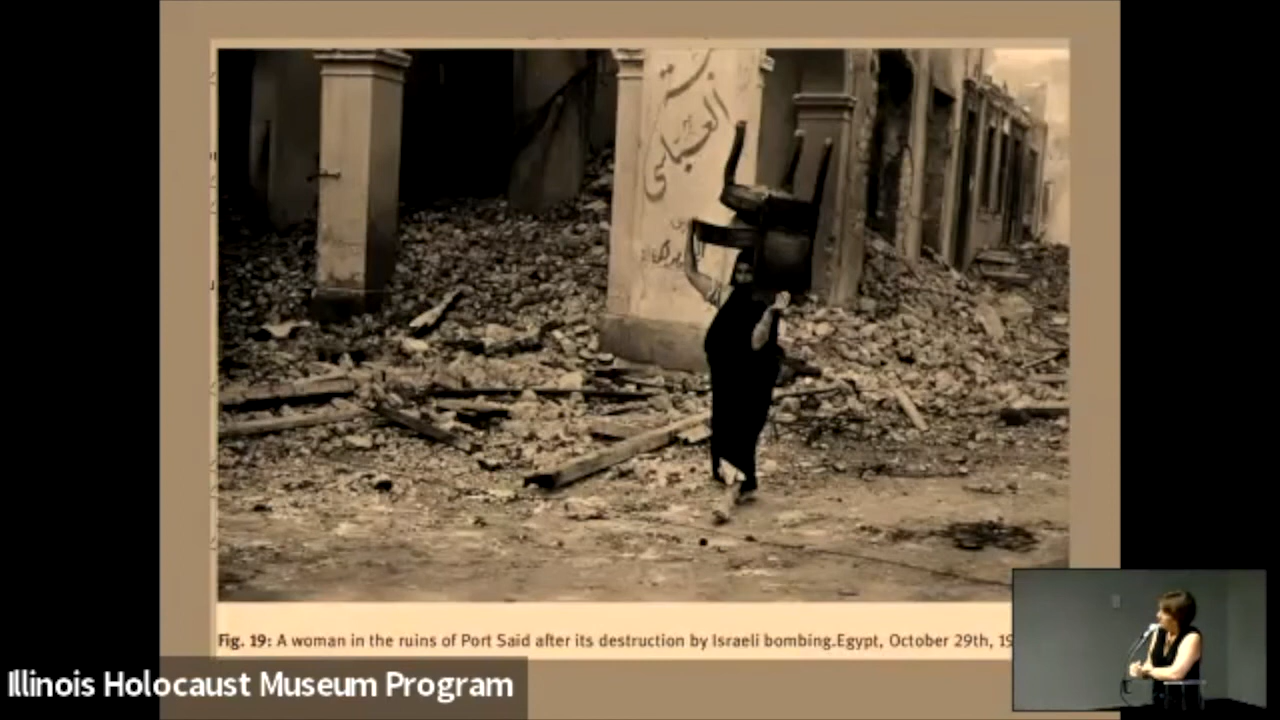 العباسى
Fig. 19: A woman in the ruins of Port Said after its destruction by Israeli bombing.Egypt, October 29th, 19
Illinois Holocaust Museum Program